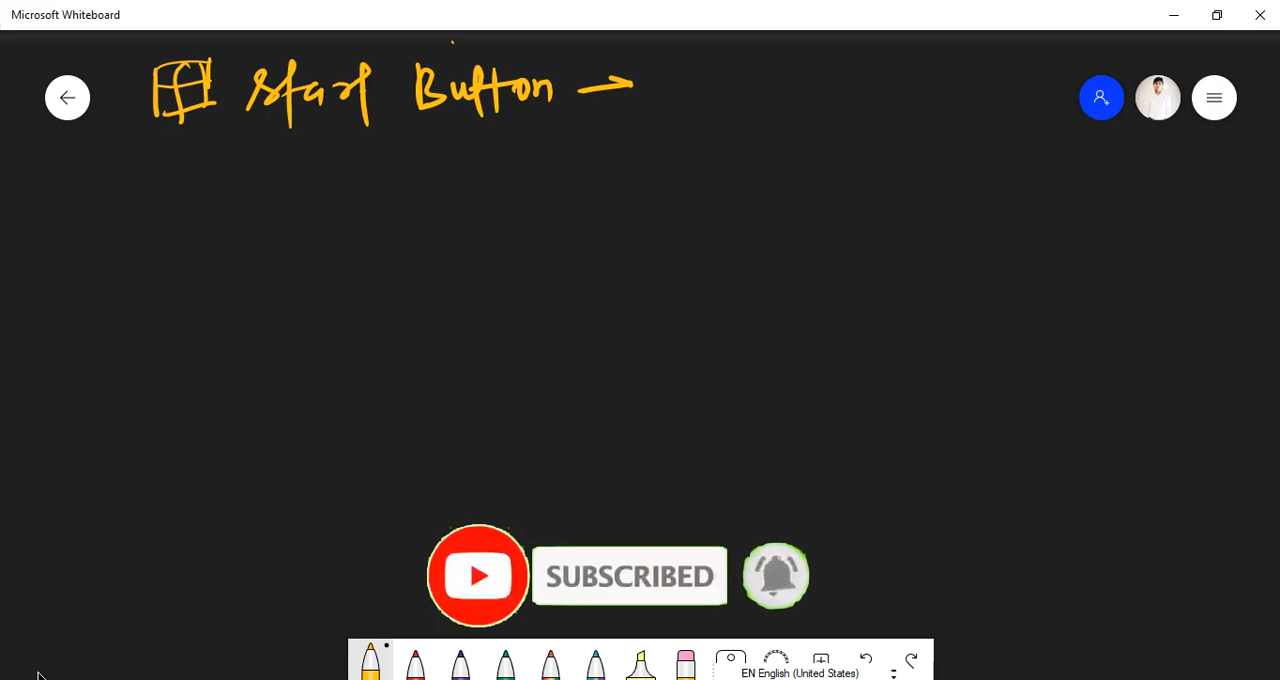 Microsoft Whiteboard
Start Button →
SUBSCRIBED
EN English (United States)